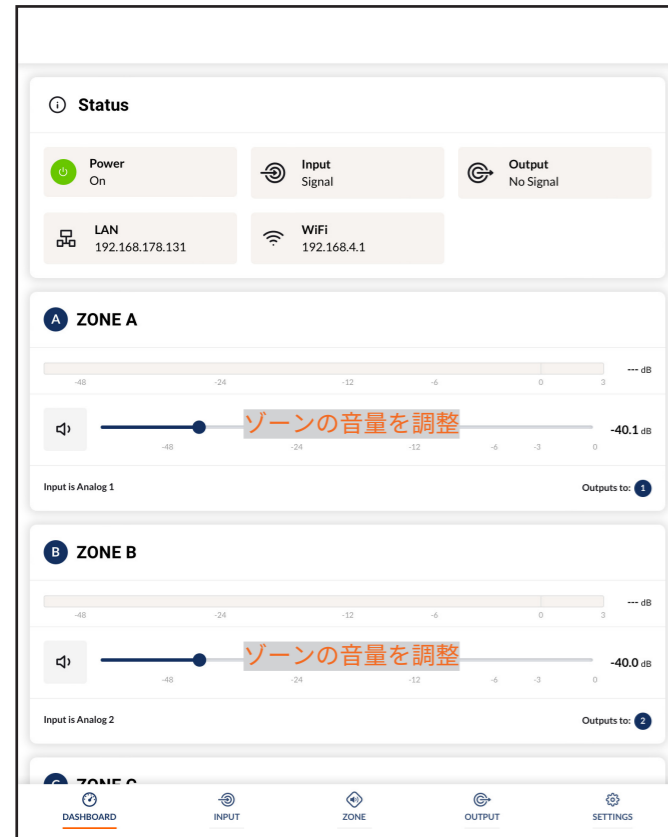 Status
Power
On
Input
Signal
Output
No Signal
LAN
192.168.178.131
WiFi
192.168.4.1
A ZONE A
--- dB
-48 -24 -12 -6 0 3
ゾーンの音量を調整
-40.1 dB
-48 -24 -12 -6 -3 0
Input is Analog 1
Outputs to: 1
B ZONE B
--- dB
-48 -24 -12 -6 0 3
ゾーンの音量を調整
-40.0 dB
-48 -24 -12 -6 -3 0
Input is Analog 2
Outputs to: 2
C ZONE C
DASHBOARD INPUT ZONE OUTPUT SETTINGS